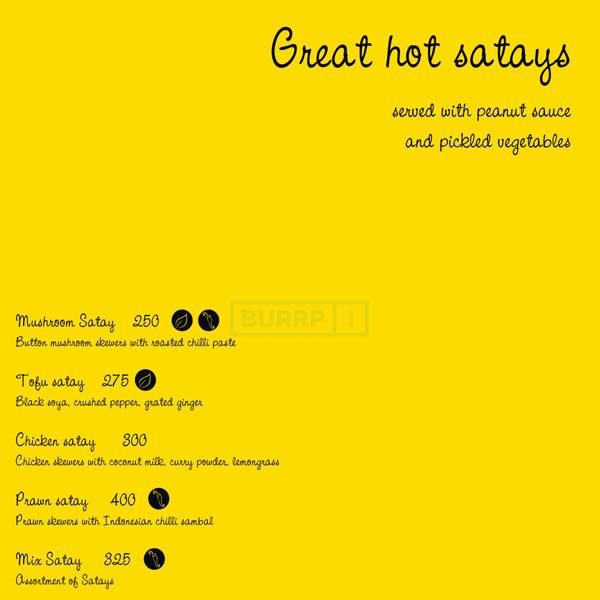 Great hot satays
served with peanut sauce
and pickled vegetables
BURRP!
Mushroom Satay 250
Button mushroom skewers with roasted chilli paste
Tofu satay 275
Black soya, crushed pepper, grated ginger
Chicken satay 300
Chicken skewers with coconut milk, curry powder, lemongrass
Prawn satay 400
Prawn skewers with Indonesian chilli sambal
Mix Satay 325
Assortment of Satays